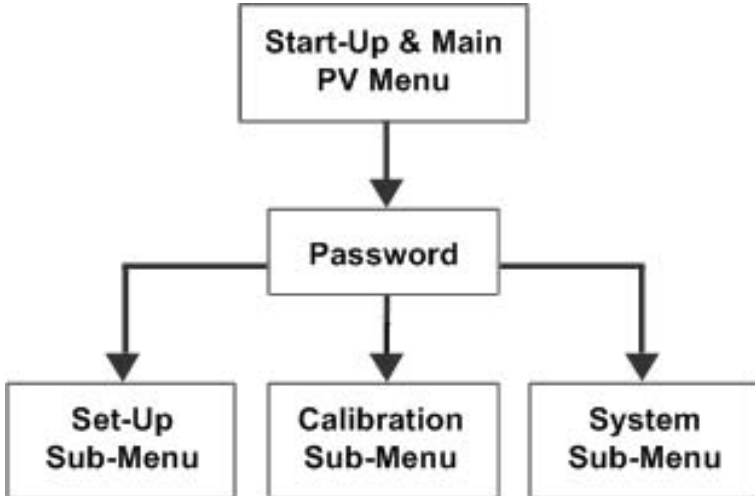 Start-Up & Main
PV Menu
Password
Set-Up
Sub-Menu
Calibration
Sub-Menu
System
Sub-Menu